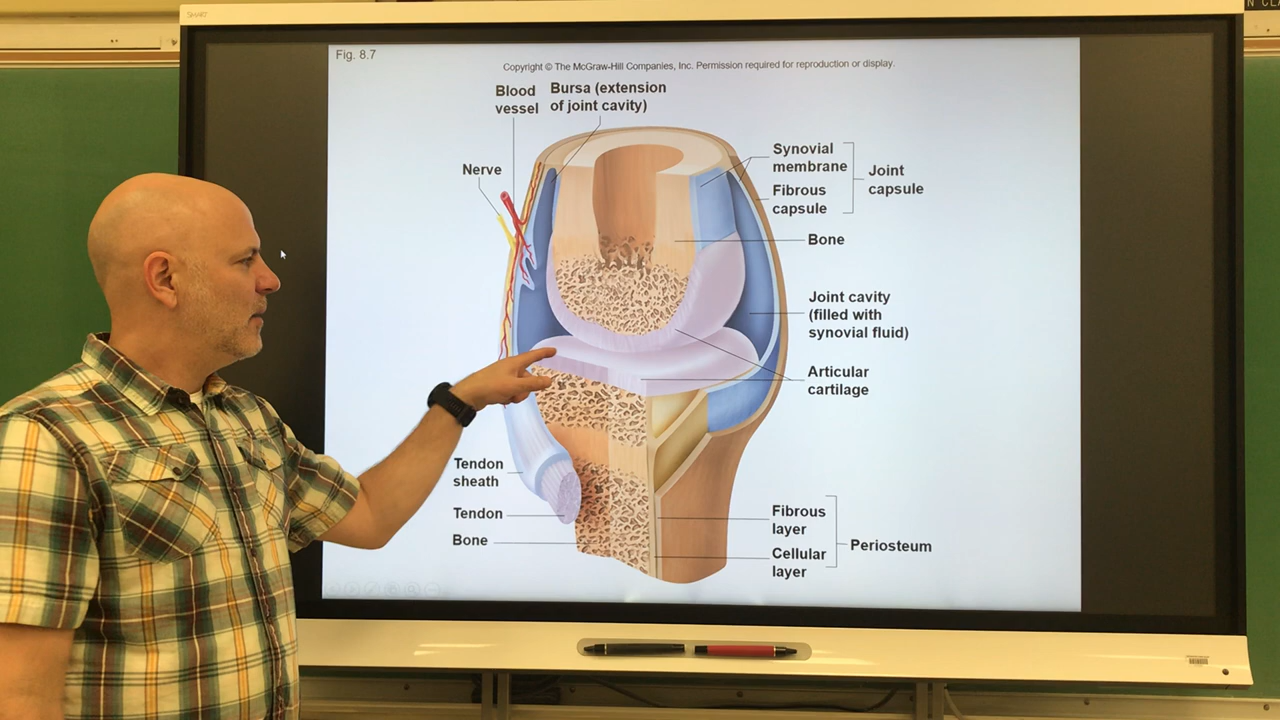 SMART
N CLA
Fig. 8.7
Copyright © The McGraw-Hill Companies, Inc. Permission required for reproduction or display.
Blood
vessel
Bursa (extension
of joint cavity)
Nerve
Synovial
membrane
Fibrous
capsule
Joint
capsule
Bone
Joint cavity
(filled with
synovial fluid)
Articular
cartilage
Tendon
sheath
Tendon
Bone
Fibrous
layer
Cellular
layer
Periosteum